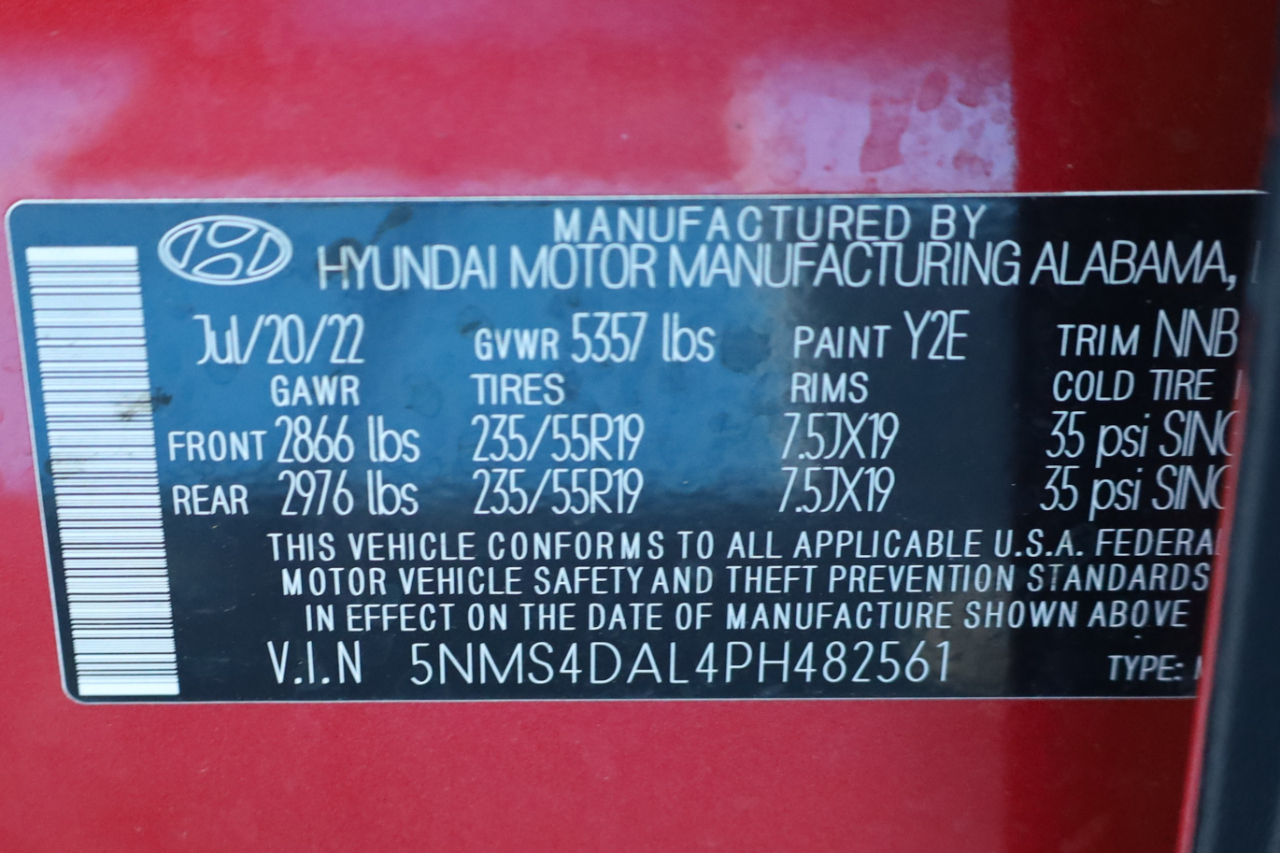 MANUFACTURED BY
HYUNDAI MOTOR MANUFACTURING ALABAMA,
Jul/20/22 GVWR 5357 lbs PAINT Y2E TRIM NNB
GAWR TIRES RIMS COLD TIRE
FRONT 2866 lbs 235/55R19 7.5JX19 35 psi
REAR 2976 lbs 235/55R19 7.5JX19 35 psi
THIS VEHICLE CONFORMS TO ALL APPLICABLE U.S.A. FEDERA
MOTOR VEHICLE SAFETY AND THEFT PREVENTION STANDARDS
IN EFFECT ON THE DATE OF MANUFACTURE SHOWN ABOVE
V.I.N 5NMS4DAL4PH482561 TYPE: